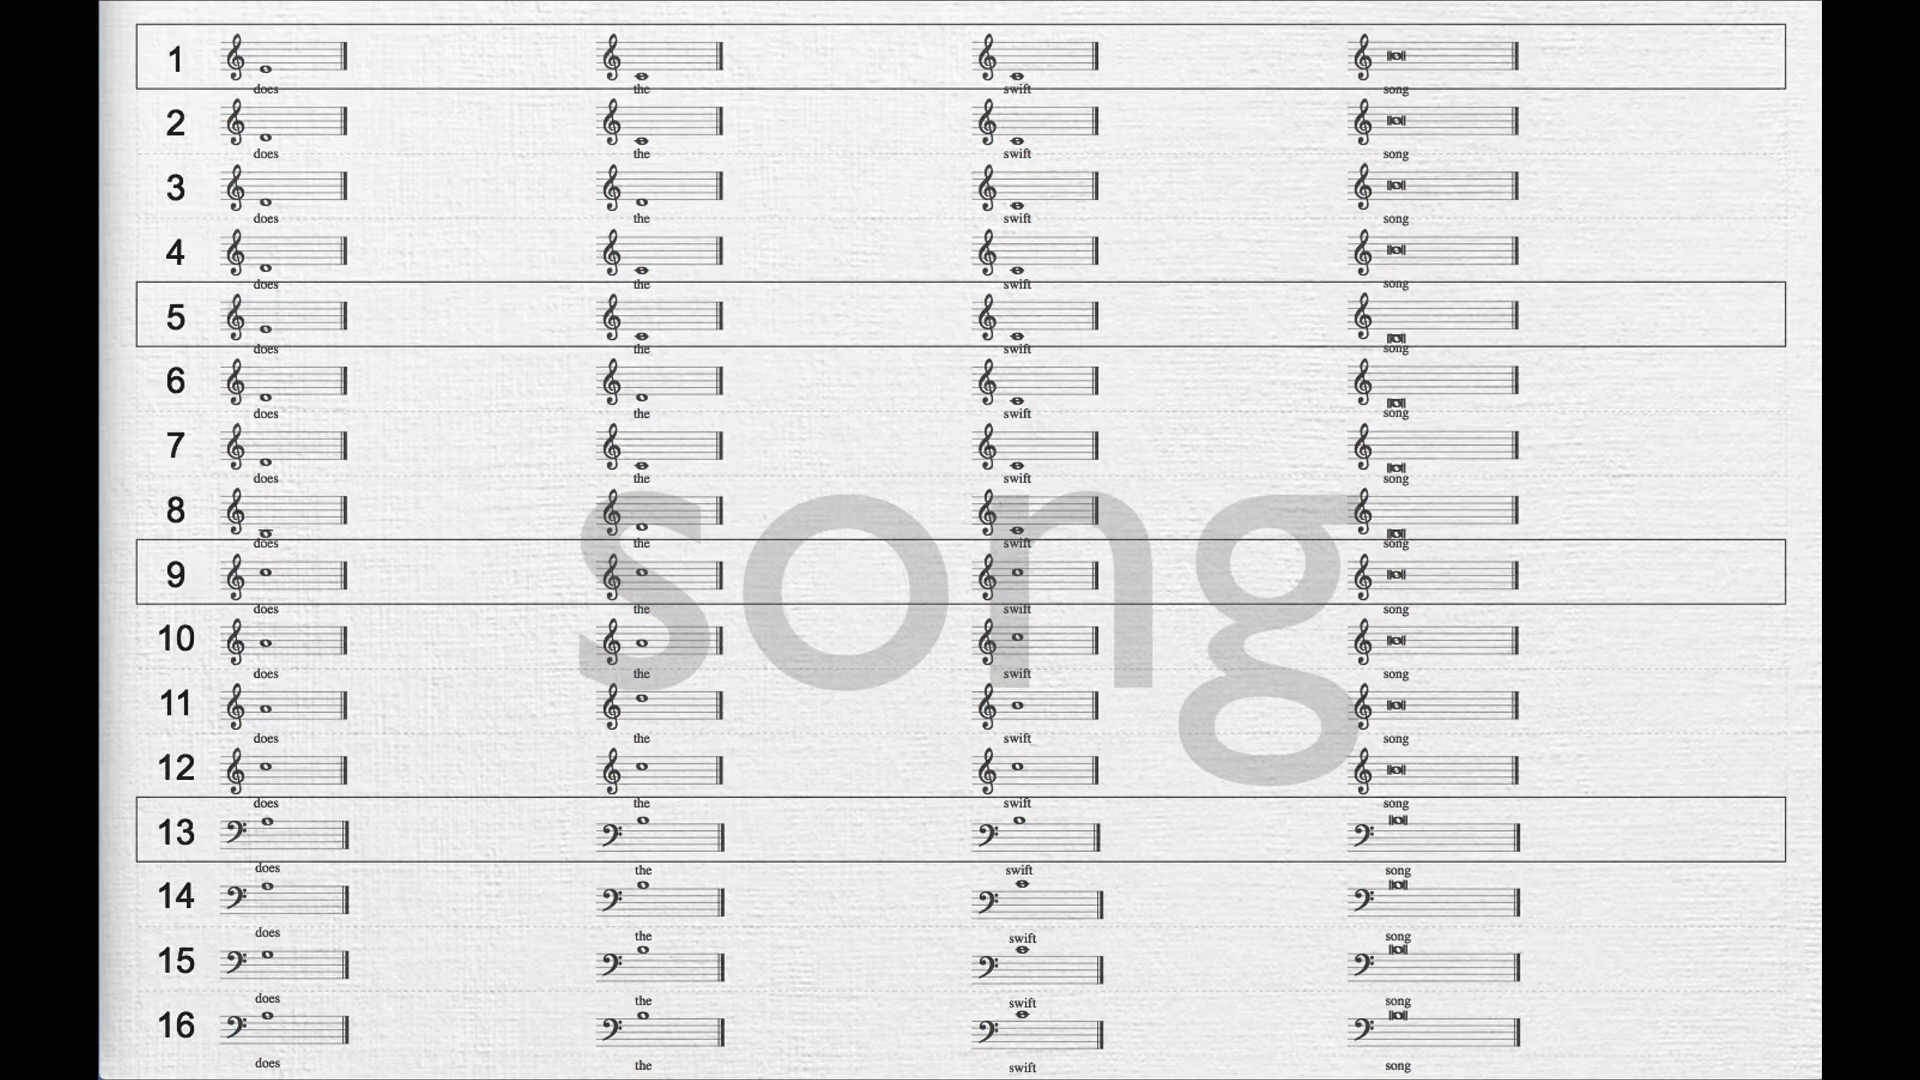 1
does the swift song
2
does the swift song
3
does the swift song
4
does the swift song
5
does the swift song
6
does the swift song
7
does the swift song
8
does the swift song
song
9
does the swift song
10
does the swift song
11
does the swift song
12
does the swift song
13
does the swift song
14
does the swift song
15
does the swift song
16
does the swift song